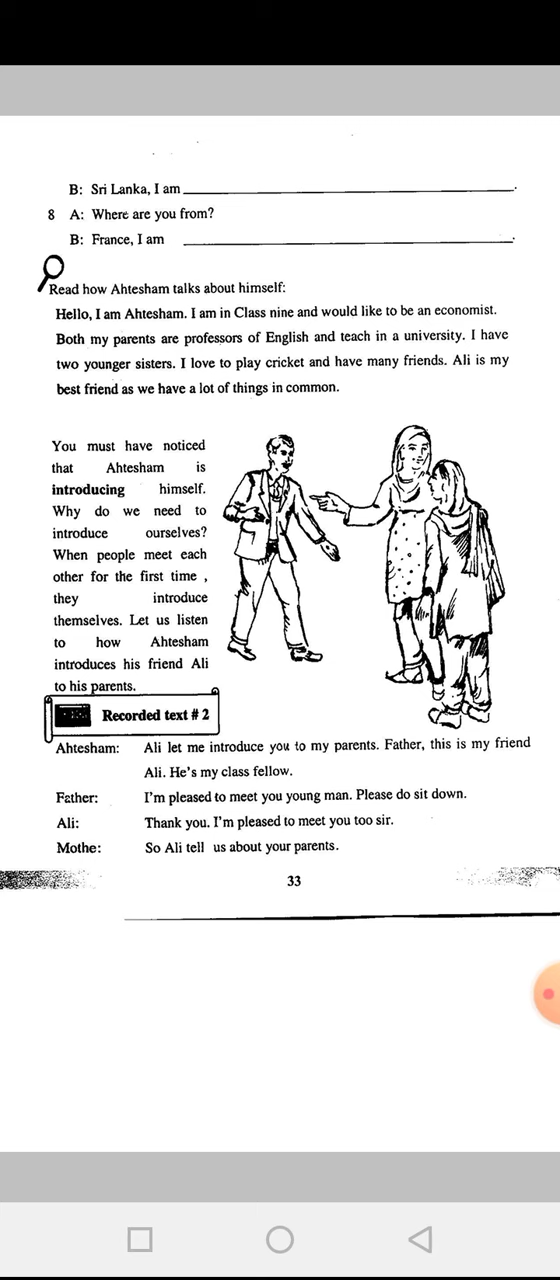 B: Sri Lanka, I am ______________.
8 A: Where are you from?
B: France, I am ______________.
Read how Ahtesham talks about himself:
Hello, I am Ahtesham. I am in Class nine and would like to be an economist.
Both my parents are professors of English and teach in a university. I have
two younger sisters. I love to play cricket and have many friends. Ali is my
best friend as we have a lot of things in common.
You must have noticed
that Ahtesham is
introducing himself.
Why do we need to
introduce ourselves?
When people meet each
other for the first time ,
they introduce
themselves. Let us listen
to how Ahtesham
introduces his friend Ali
to his parents.
Recorded text # 2
Ahtesham: Ali let me introduce you to my parents. Father, this is my friend
Ali. He's my class fellow.
Father: I'm pleased to meet you young man. Please do sit down.
Ali: Thank you. I'm pleased to meet you too sir.
Mothe: So Ali tell us about your parents.
33